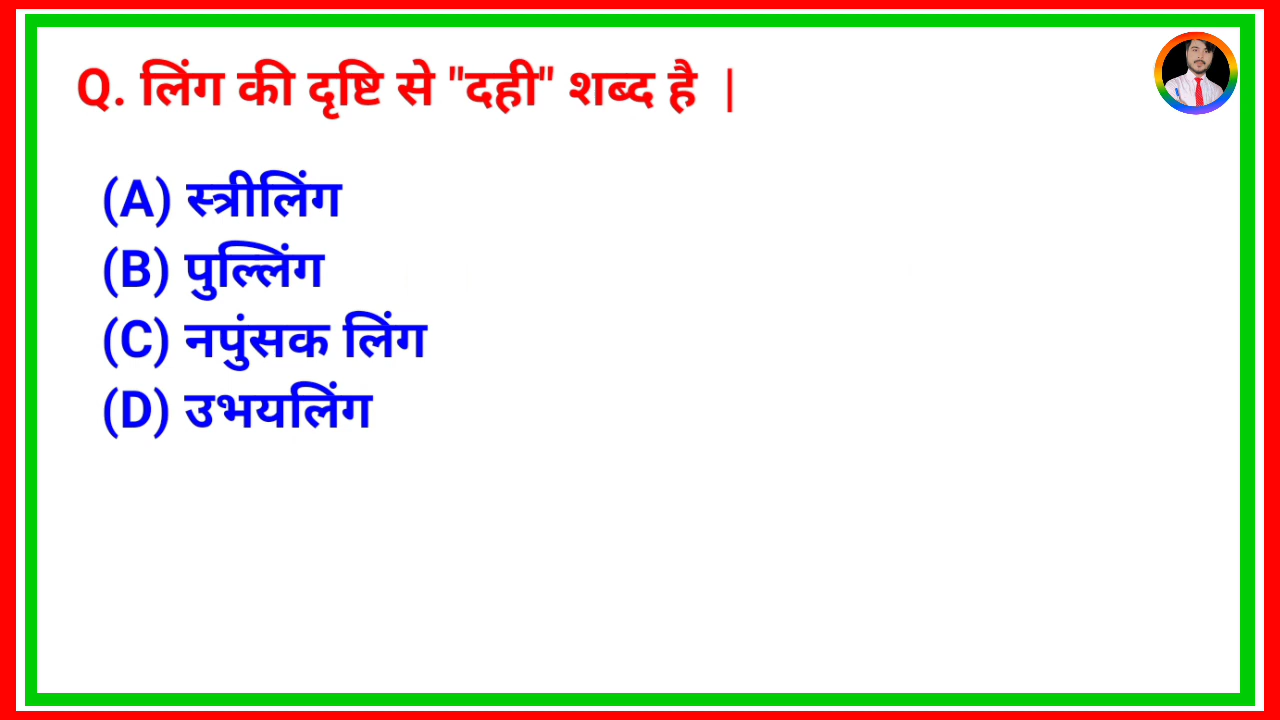 Q. लिंग की दृष्टि से "दही" शब्द है |
(A) स्त्रीलिंग
(B) पुल्लिंग
(C) नपुंसक लिंग
(D) उभयलिंग